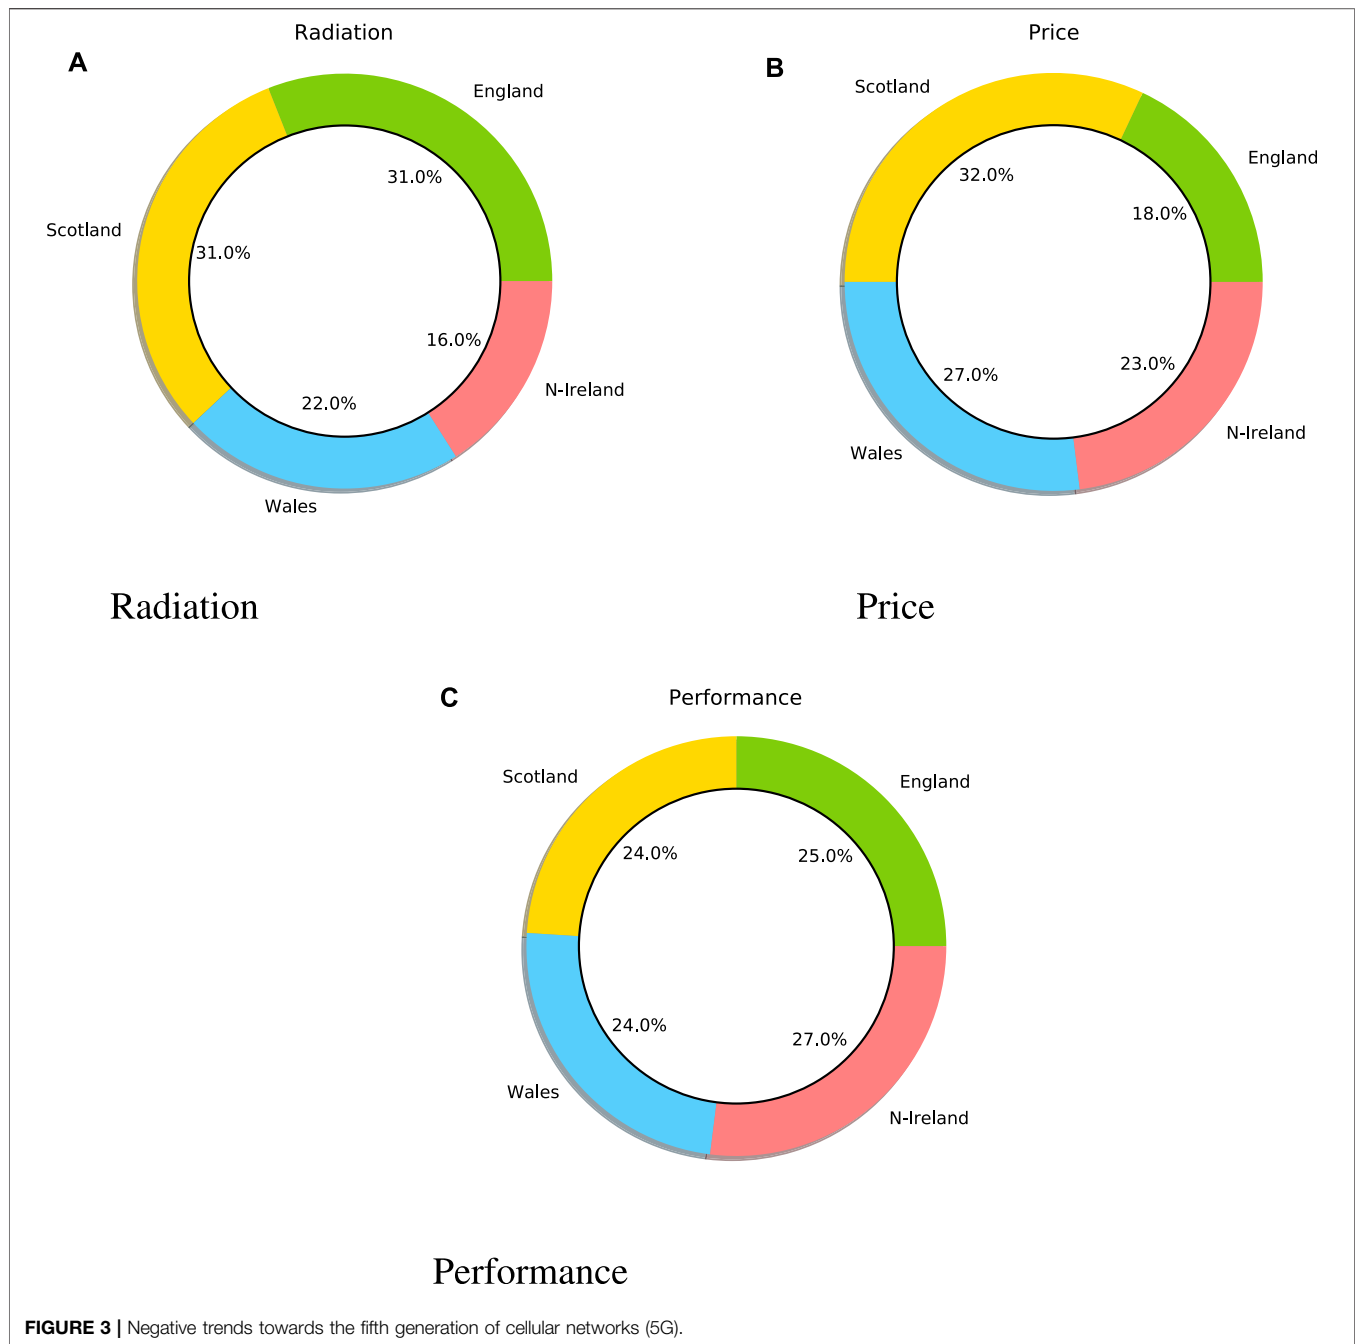 Radiation
A
England
31.0%
Scotland
31.0%
16.0%
N-Ireland
22.0%
Wales
Radiation
Price
B
Scotland
32.0%
England
18.0%
27.0%
23.0%
N-Ireland
Wales
Price
C
Performance
Scotland
England
24.0%
25.0%
24.0%
27.0%
Wales
N-Ireland
Performance
FIGURE 3 | Negative trends towards the fifth generation of cellular networks (5G).